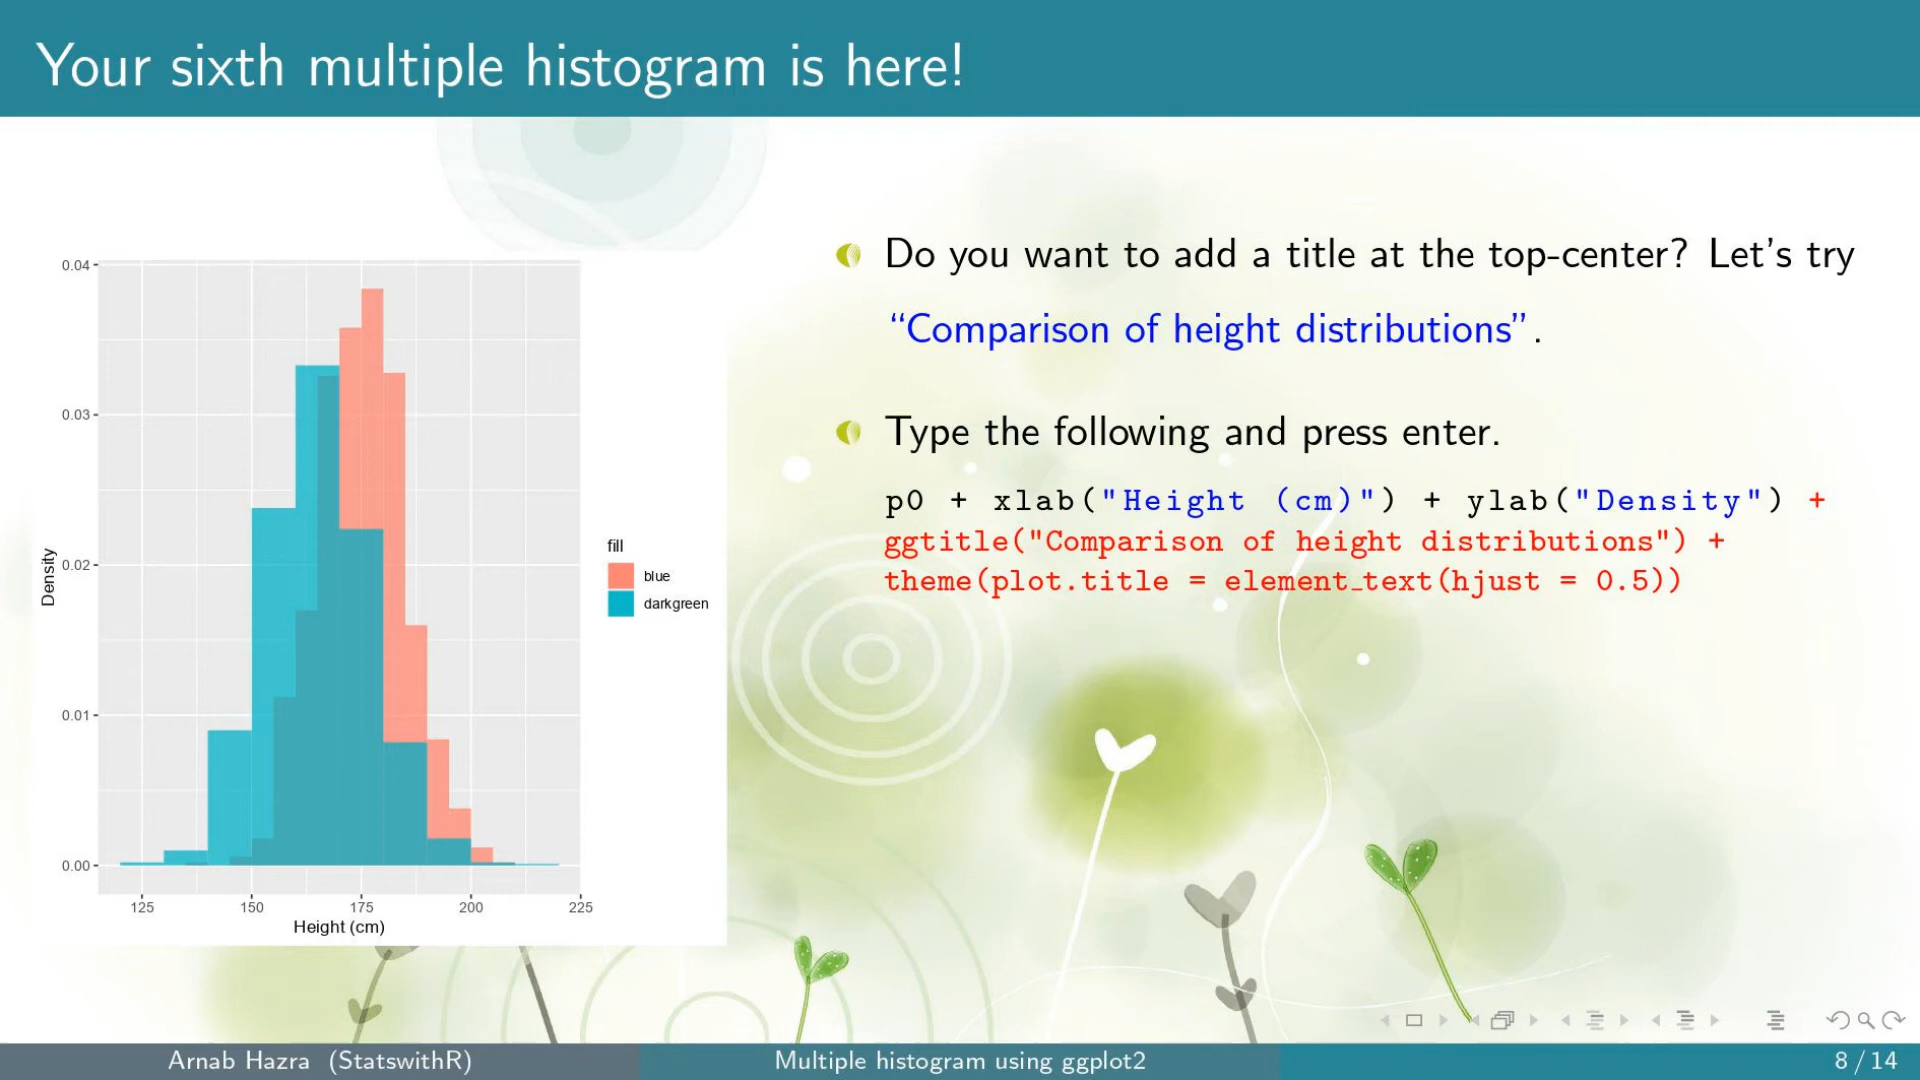 Your sixth multiple histogram is here!
0.04
0.03
0.02
0.01
0.00
Density
125 150 175 200 225
Height (cm)
fill
blue
darkgreen
Do you want to add a title at the top-center? Let's try
“Comparison of height distributions”.
Type the following and press enter.
p0 + xlab("Height (cm)") + ylab("Density") +
ggtitle("Comparison of height distributions") +
theme(plot.title = element_text(hjust = 0.5))
Arnab Hazra (StatswithR)
Multiple histogram using ggplot2
8 / 14